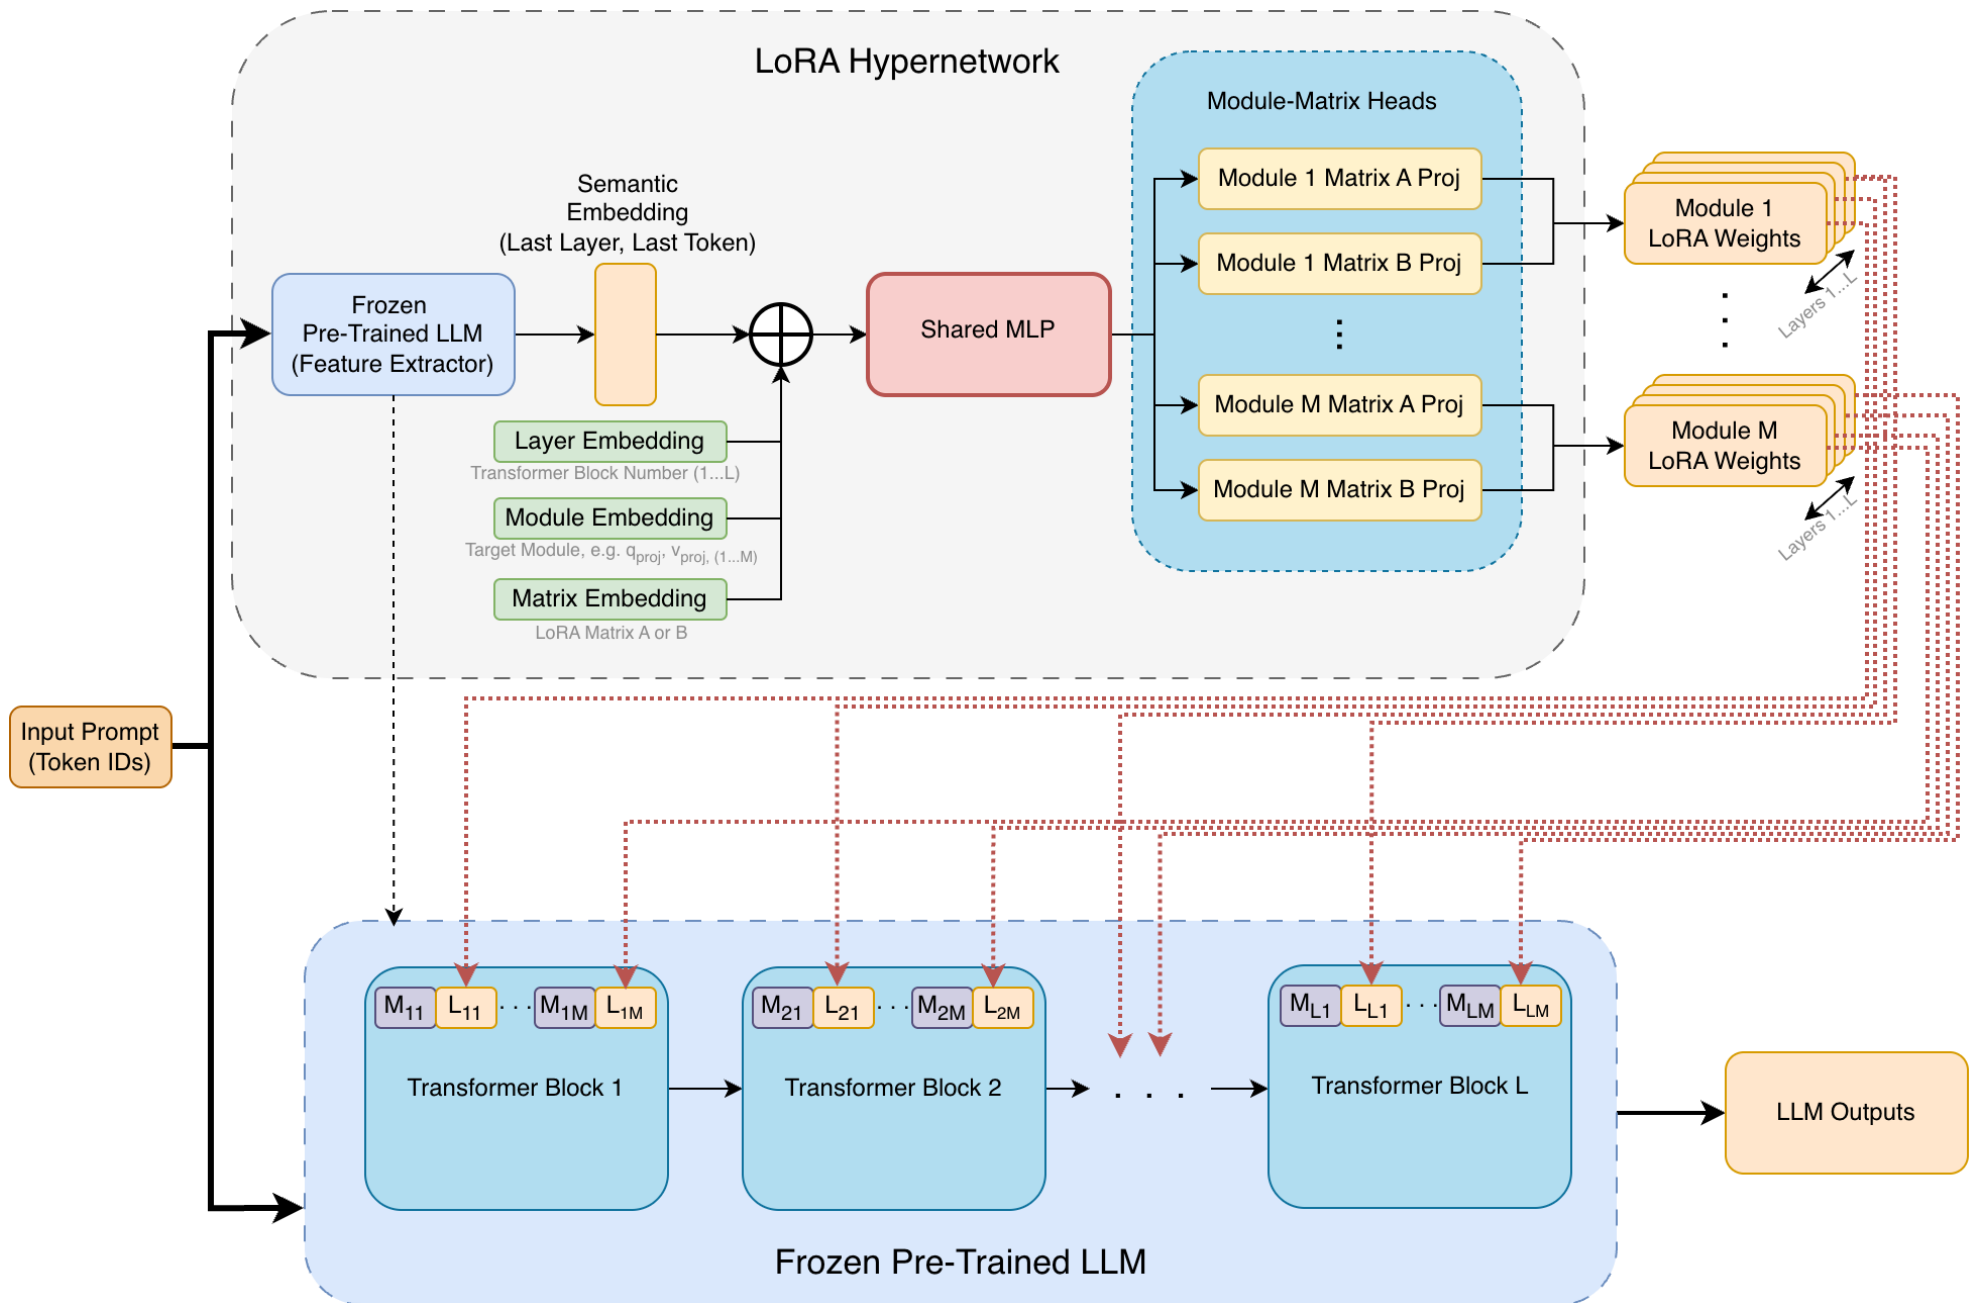 LoRA Hypernetwork
Module-Matrix Heads
Semantic
Embedding
(Last Layer, Last Token)
Frozen
Pre-Trained LLM
(Feature Extractor)
Shared MLP
Module 1 Matrix A Proj
Module 1 Matrix B Proj
⋮
Module M Matrix A Proj
Module M Matrix B Proj
Module 1
LoRA Weights
Layers 1...L
⋮
Module M
LoRA Weights
Layers 1...L
Layer Embedding
Transformer Block Number (1...L)
Module Embedding
Target Module, e.g. q_proj, v_proj, (1...M)
Matrix Embedding
LoRA Matrix A or B
Input Prompt
(Token IDs)
M11 L11 · · · M1M L1M
Transformer Block 1
M21 L21 · · · M2M L2M
Transformer Block 2
. . .
ML1 LL1 · · · MLM LLM
Transformer Block L
LLM Outputs
Frozen Pre-Trained LLM